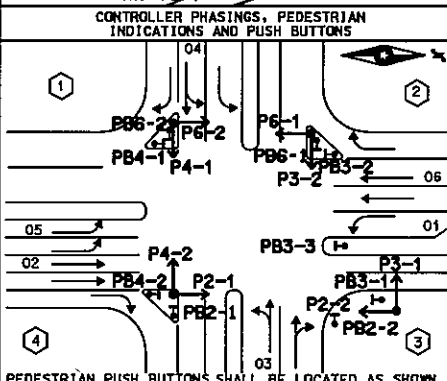 CONTROLLER PHASINGS, PEDESTRIAN
INDICATIONS AND PUSH BUTTONS
04
1
2
PB6-2
P6-2
P6-1
PB4-1
P4-1
PB6-1
PB3-2
P3-2
06
05
01
PB3-3
02
P4-2
P3-1
PB4-2
P2-1
PB3-1
P2-2
PB2-1
PB2-2
4
03
3
PEDESTRIAN PUSH BUTTONS SHALL BE LOCATED AS SHOWN